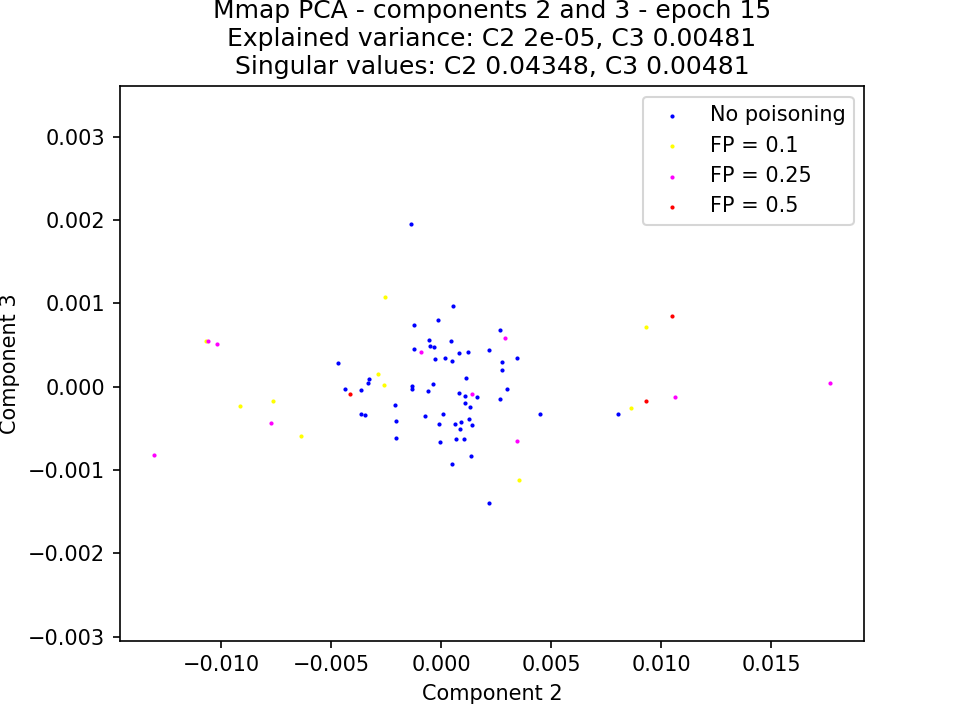 Mmap PCA - components 2 and 3 - epoch 15
Explained variance: C2 2e-05, C3 0.00481
Singular values: C2 0.04348, C3 0.00481
No poisoning
FP = 0.1
FP = 0.25
FP = 0.5
0.003
0.002
0.001
0.000
−0.001
−0.002
−0.003
Component 3
−0.010
−0.005
0.000
0.005
0.010
0.015
Component 2